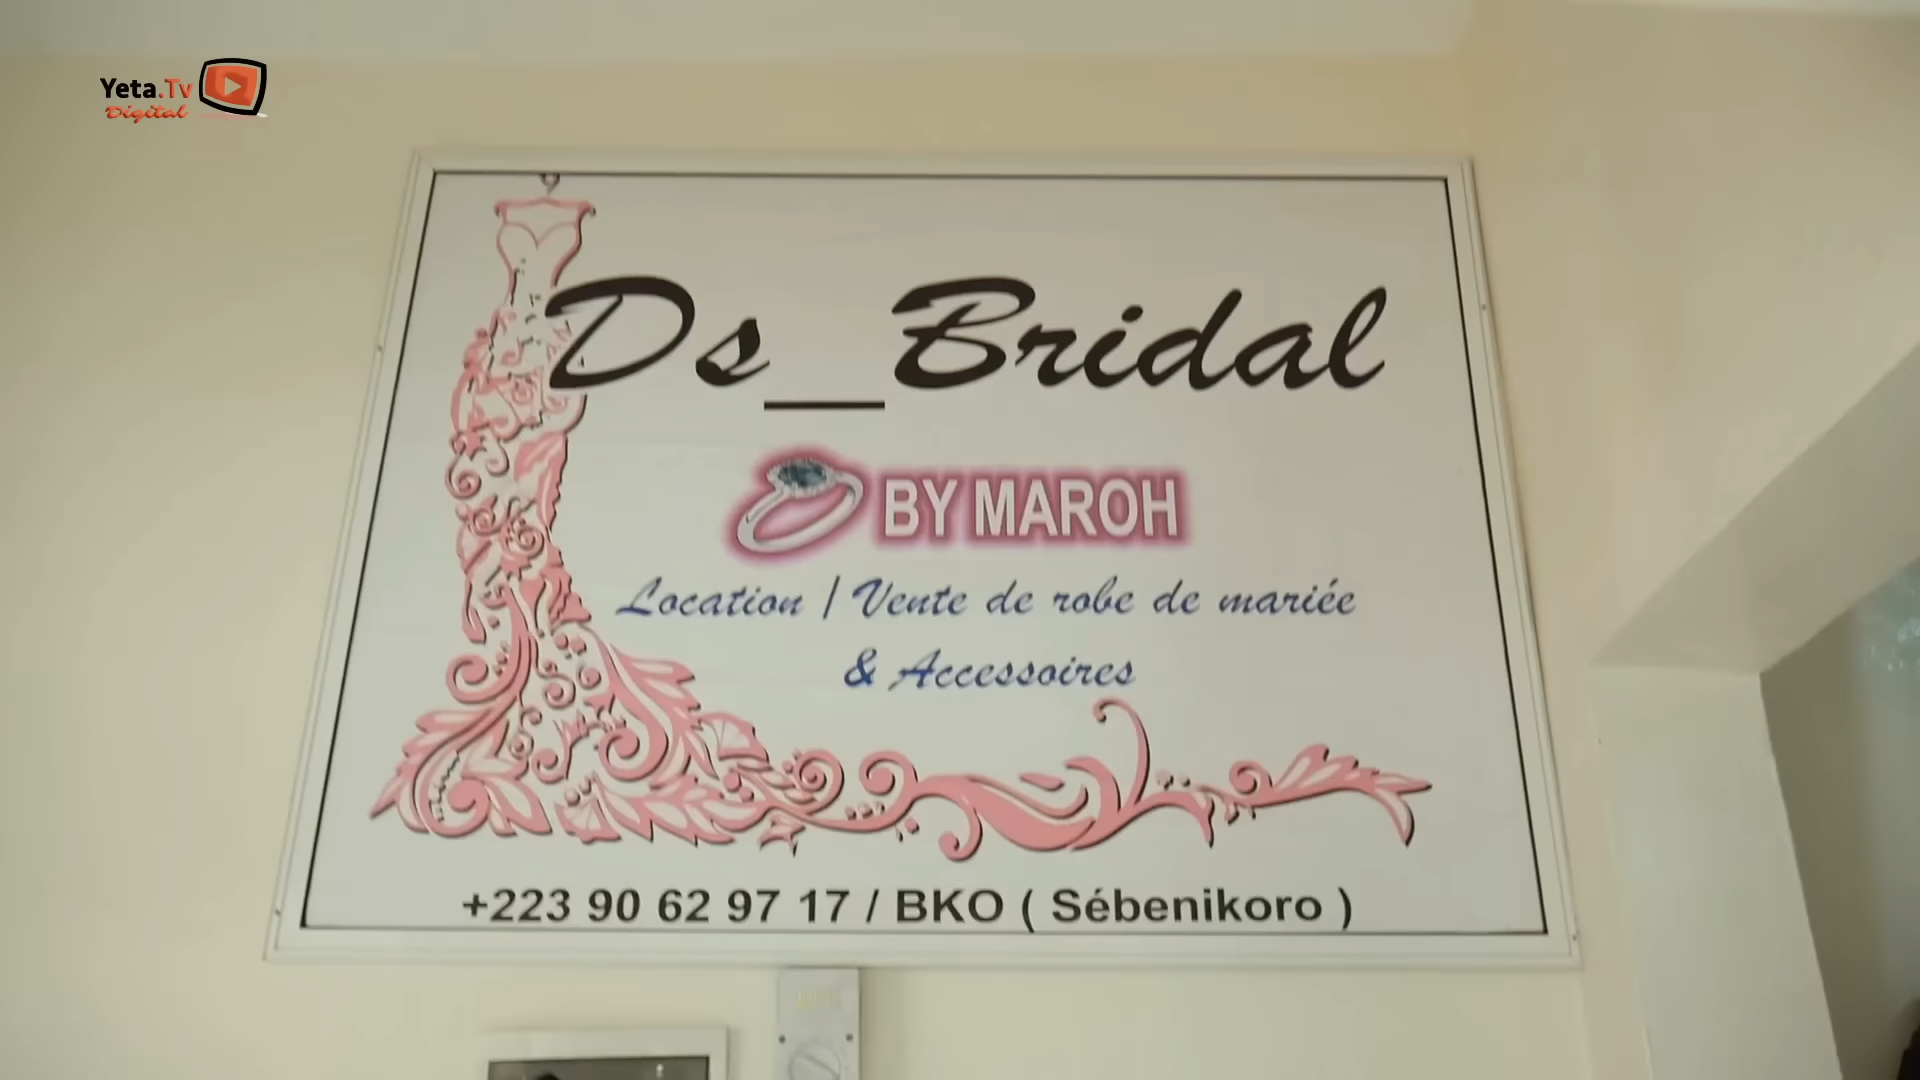 Yeta.Tv
Digital
Ds_Bridal
BY MAROH
Location / Vente de robe de mariée
& Accessoires
+223 90 62 97 17 / BKO ( Sébenikoro )